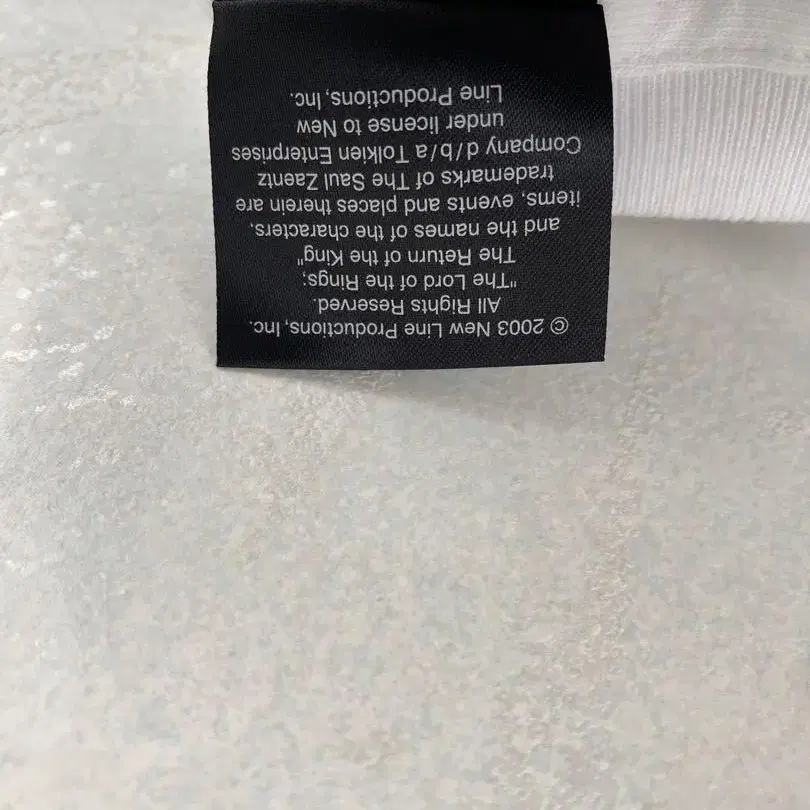 © 2003 New Line Productions, Inc.
All Rights Reserved.
"The Lord of the Rings;
The Return of the King"
and the names of the characters,
items, events and places therein are
trademarks of The Saul Zaentz
Company d/b/a Tolkien Enterprises
under license to New
Line Productions, Inc.